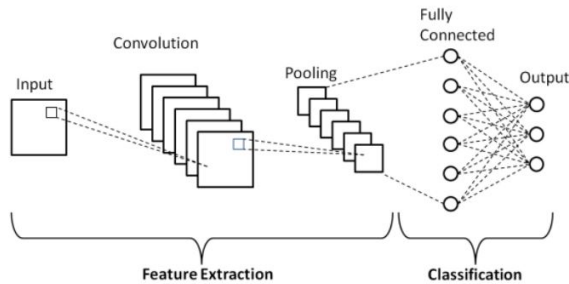 Input
Convolution
Pooling
Fully
Connected
Output
Feature Extraction
Classification